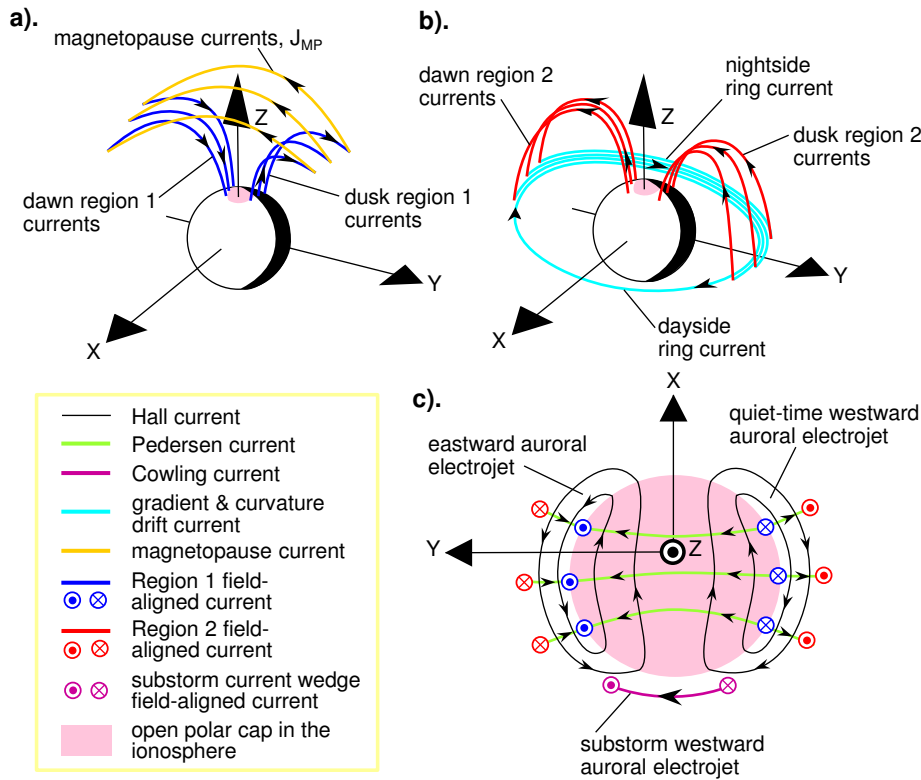 a).
magnetopause currents, J_MP
Z
dawn region 1
currents
dusk region 1
currents
Y
X
b).
dawn region 2
currents
nightside
ring current
Z
dusk region 2
currents
Y
X
dayside
ring current
Hall current
Pedersen current
Cowling current
gradient & curvature
drift current
magnetopause current
Region 1 field-
aligned current
Region 2 field-
aligned current
substorm current wedge
field-aligned current
open polar cap in the
ionosphere
c).
X
eastward auroral
electrojet
quiet-time westward
auroral electrojet
Y
Z
substorm westward
auroral electrojet